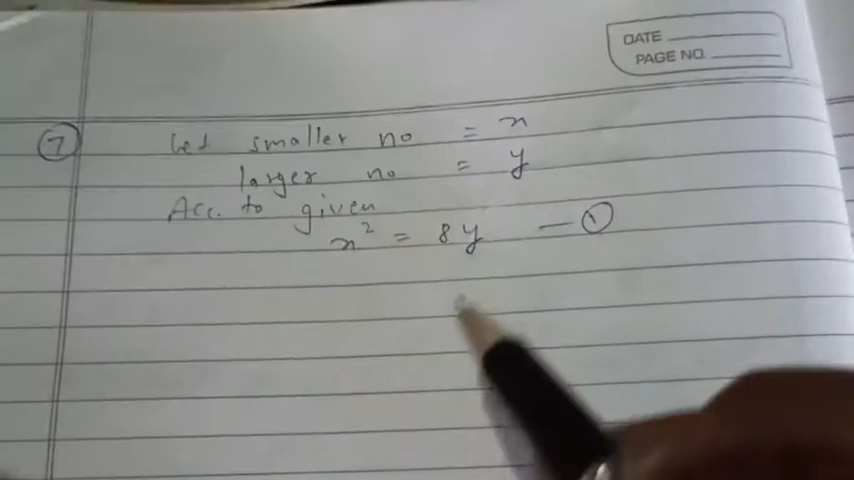 DATE
PAGE NO.
7 Let smaller no = x
larger no = y
Acc. to given
x² = 8y — ①